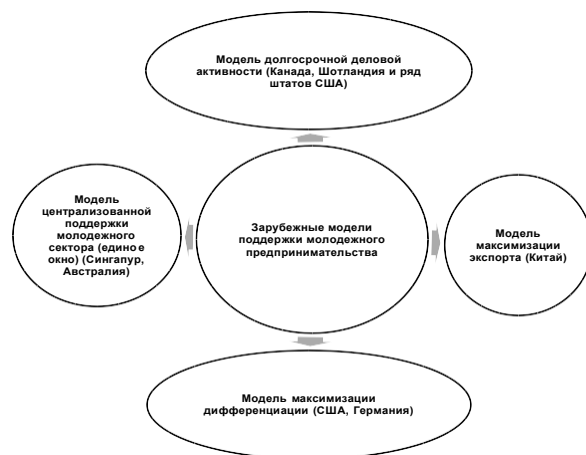 Модель долгосрочной деловой
активности (Канада, Шотландия и ряд
штатов США)
Модель
централизованной
поддержки
молодежного
сектора (единое
окно) (Сингапур,
Австралия)
Зарубежные модели
поддержки молодежного
предпринимательства
Модель
максимизации
экспорта (Китай)
Модель максимизации
дифференциации (США, Германия)